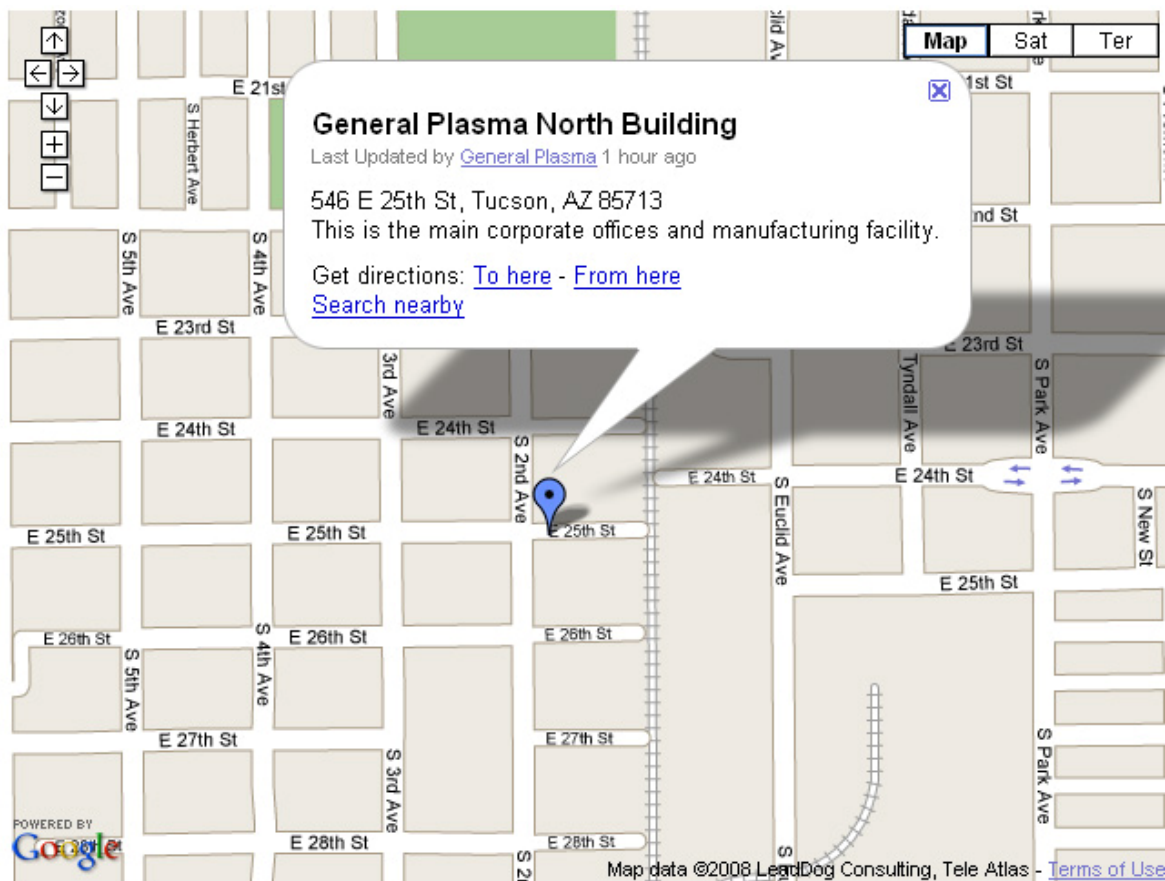 Map Sat Ter
E 21st
1st St
S Herbert Ave
General Plasma North Building
Last Updated by General Plasma 1 hour ago
546 E 25th St, Tucson, AZ 85713
This is the main corporate offices and manufacturing facility.
Get directions: To here - From here
Search nearby
nd St
S 5th Ave
S 4th Ave
E 23rd St
E 23rd St
3rd Ave
Tyndall Ave
S Park Ave
E 24th St
E 24th St
S 2nd Ave
E 24th St
E 24th St
S Euclid Ave
S New St
E 25th St
E 25th St
E 25th St
E 25th St
E 26th St
E 26th St
E 26th St
S 5th Ave
S 4th Ave
E 27th St
E 27th St
S 3rd Ave
S Park Ave
POWERED BY
Google
E 28th St
E 28th St
Map data ©2008 LeadDog Consulting, Tele Atlas - Terms of Use